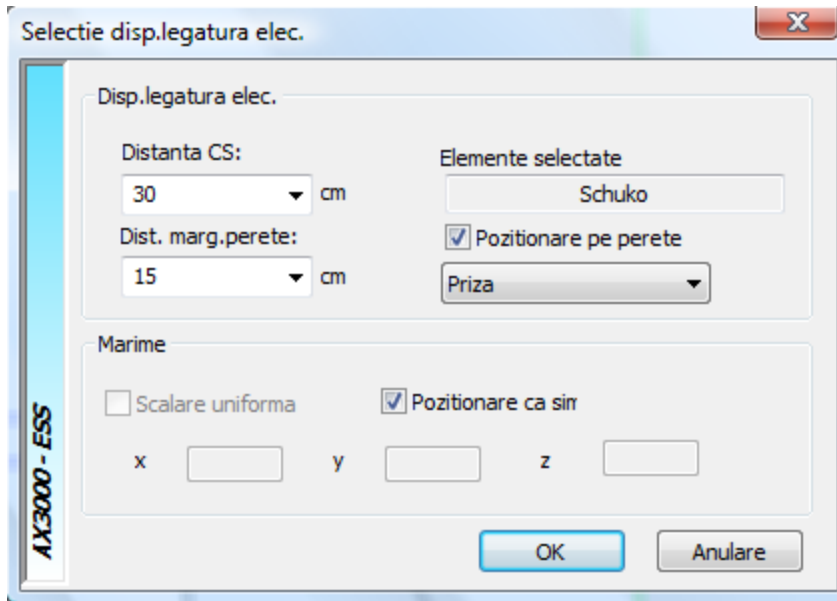 Selectie disp.legatura elec.
Disp.legatura elec.
Distanta CS:
30 cm
Dist. marg.perete:
15 cm
Elemente selectate
Schuko
Pozitionare pe perete
Priza
Marime
Scalare uniforma
Pozitionare ca sim
x y z
AX3000 - ESS
OK Anulare